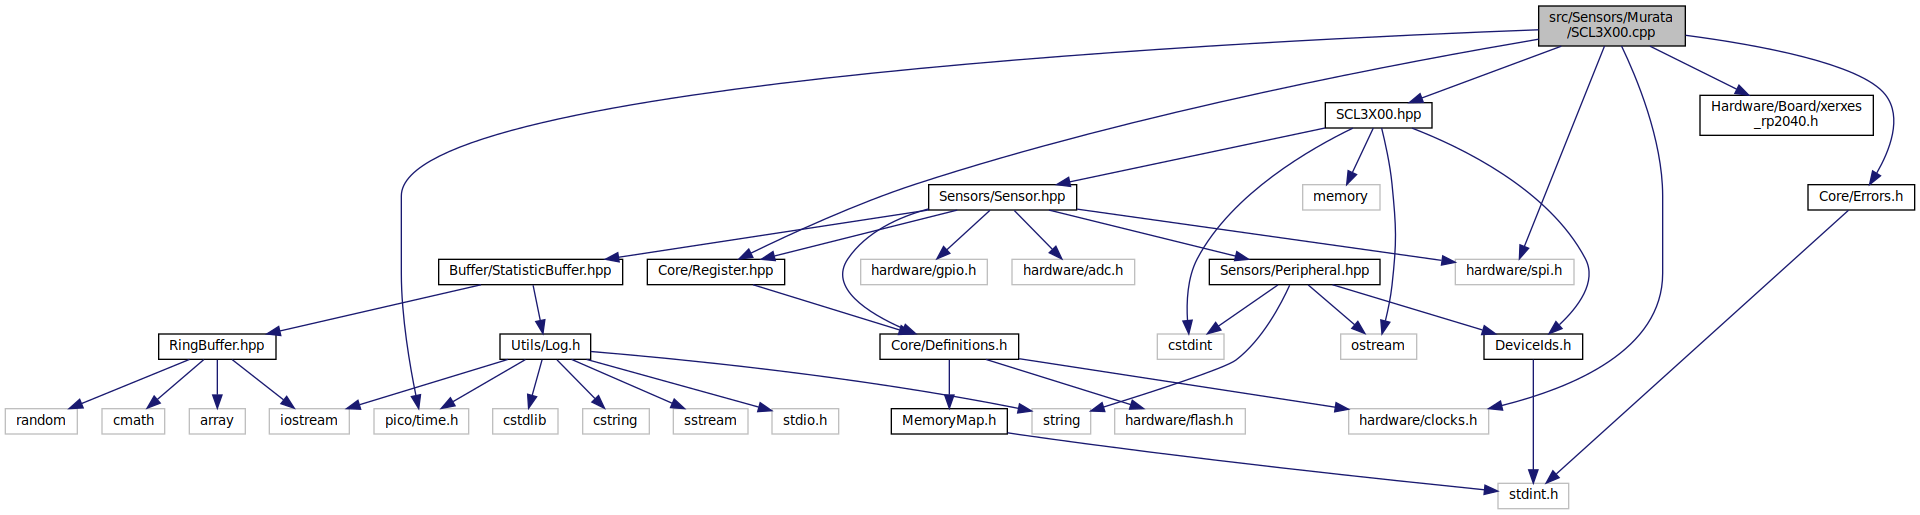 src/Sensors/Murata
/SCL3X00.cpp
SCL3X00.hpp
Hardware/Board/xerxes
_rp2040.h
Sensors/Sensor.hpp
memory
Core/Errors.h
Buffer/StatisticBuffer.hpp
Core/Register.hpp
hardware/gpio.h
hardware/adc.h
Sensors/Peripheral.hpp
hardware/spi.h
RingBuffer.hpp
Utils/Log.h
Core/Definitions.h
cstdint
ostream
DeviceIds.h
random
cmath
array
iostream
pico/time.h
cstdlib
cstring
sstream
stdio.h
MemoryMap.h
string
hardware/flash.h
hardware/clocks.h
stdint.h